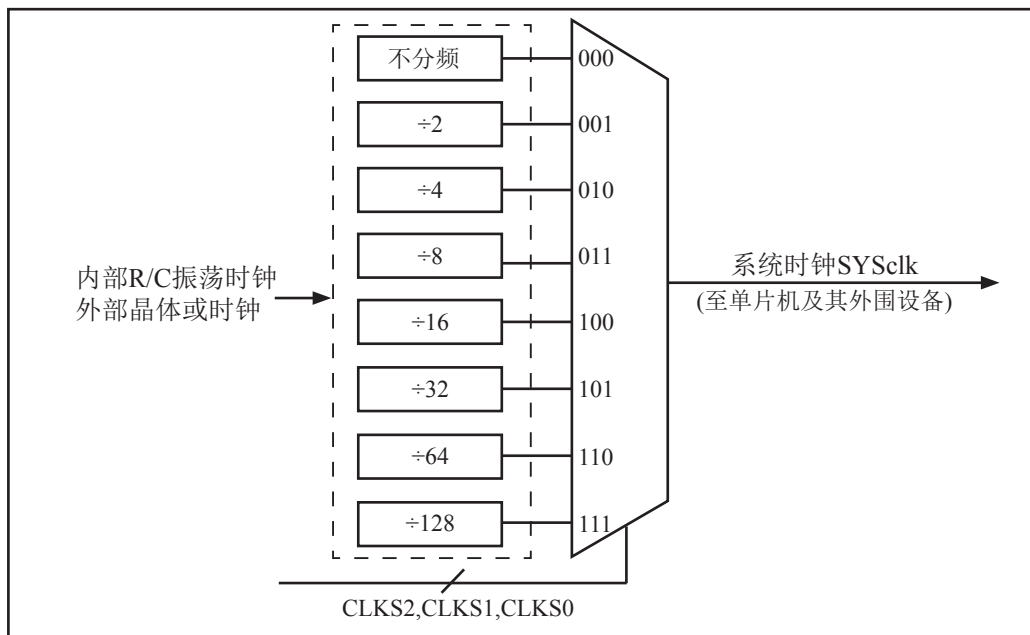 不分频
000
÷2
001
÷4
010
÷8
011
÷16
100
÷32
101
÷64
110
÷128
111
内部R/C振荡时钟
外部晶体或时钟
系统时钟SYSclk
(至单片机及其外围设备)
CLKS2,CLKS1,CLKS0